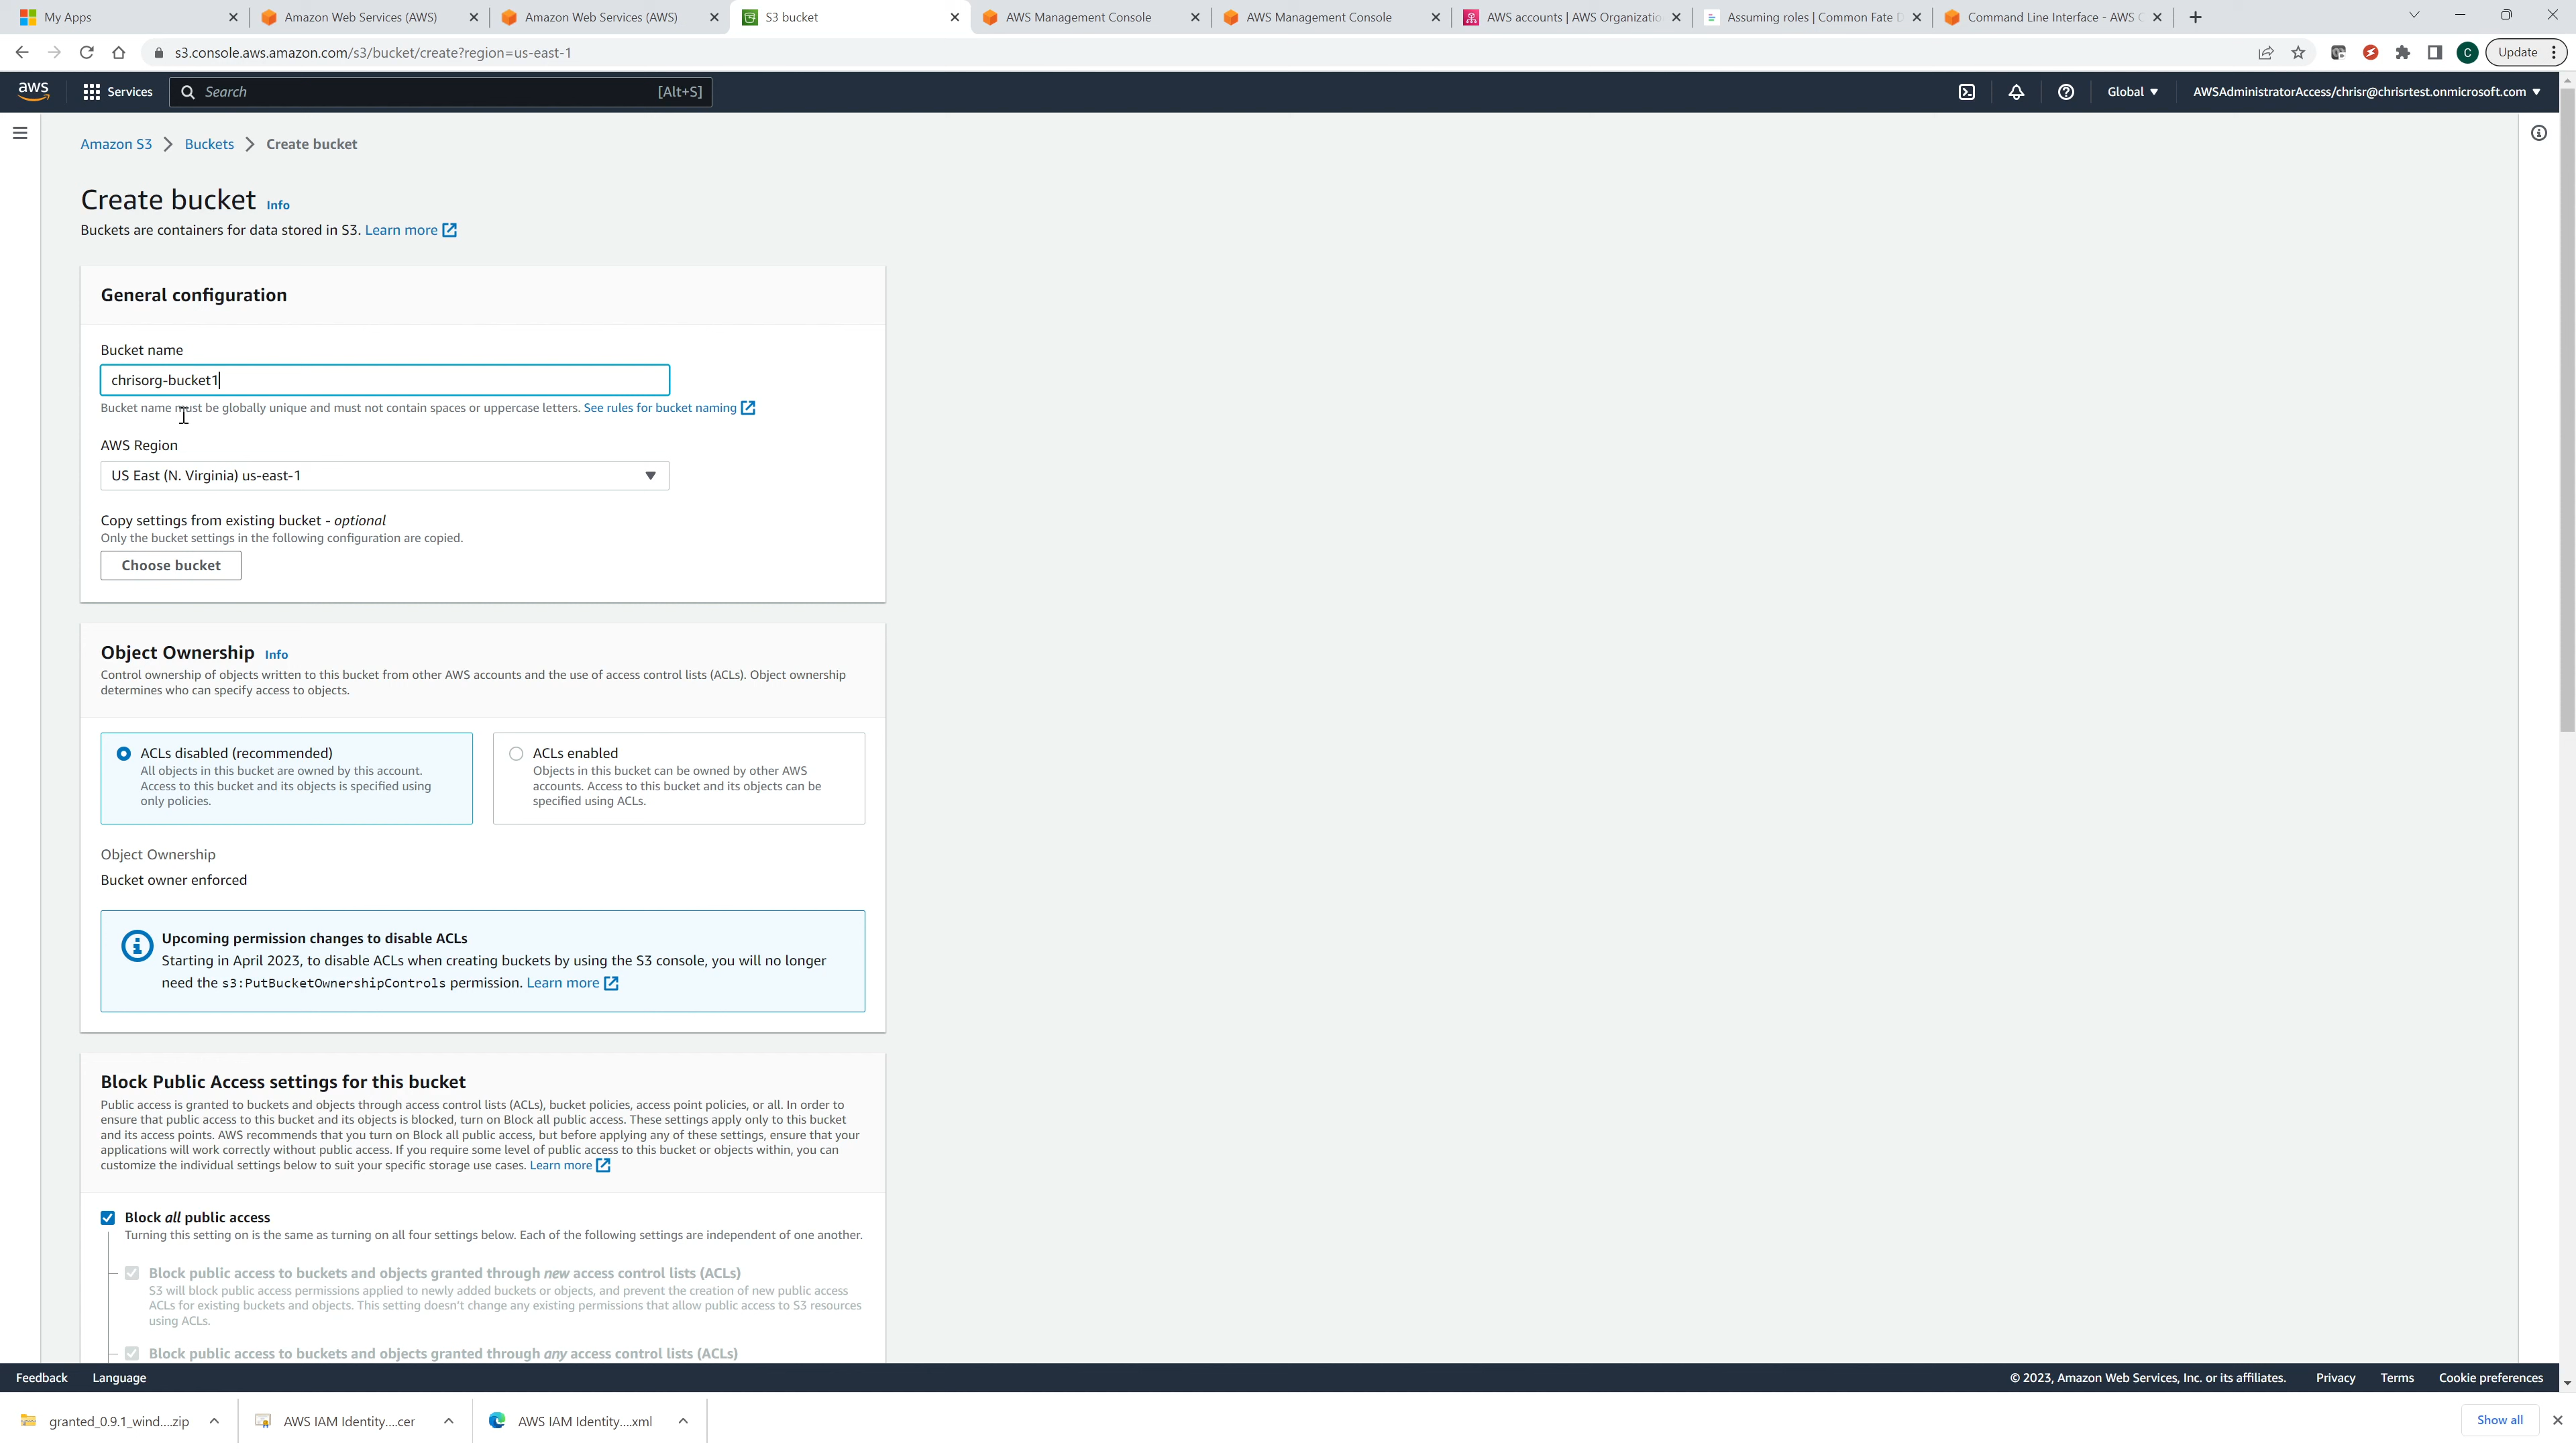 My Apps
Amazon Web Services (AWS)
Amazon Web Services (AWS)
S3 bucket
AWS Management Console
AWS Management Console
AWS accounts | AWS Organizatio
Assuming roles | Common Fate D
Command Line Interface - AWS C
s3.console.aws.amazon.com/s3/bucket/create?region=us-east-1
C
Update
aws
Services
Search
[Alt+S]
Global
AWSAdministratorAccess/chrisr@chrisrtest.onmicrosoft.com
Amazon S3 > Buckets > Create bucket
Create bucket Info
Buckets are containers for data stored in S3. Learn more
General configuration
Bucket name
chrisorg-bucket1
Bucket name must be globally unique and must not contain spaces or uppercase letters. See rules for bucket naming
AWS Region
US East (N. Virginia) us-east-1
Copy settings from existing bucket - optional
Only the bucket settings in the following configuration are copied.
Choose bucket
Object Ownership Info
Control ownership of objects written to this bucket from other AWS accounts and the use of access control lists (ACLs). Object ownership
determines who can specify access to objects.
ACLs disabled (recommended)
All objects in this bucket are owned by this account.
Access to this bucket and its objects is specified using
only policies.
ACLs enabled
Objects in this bucket can be owned by other AWS
accounts. Access to this bucket and its objects can be
specified using ACLs.
Object Ownership
Bucket owner enforced
Upcoming permission changes to disable ACLs
Starting in April 2023, to disable ACLs when creating buckets by using the S3 console, you will no longer
need the s3:PutBucketOwnershipControls permission. Learn more
Block Public Access settings for this bucket
Public access is granted to buckets and objects through access control lists (ACLs), bucket policies, access point policies, or all. In order to
ensure that public access to this bucket and its objects is blocked, turn on Block all public access. These settings apply only to this bucket
and its access points. AWS recommends that you turn on Block all public access, but before applying any of these settings, ensure that your
applications will work correctly without public access. If you require some level of public access to this bucket or objects within, you can
customize the individual settings below to suit your specific storage use cases. Learn more
Block all public access
Turning this setting on is the same as turning on all four settings below. Each of the following settings are independent of one another.
Block public access to buckets and objects granted through new access control lists (ACLs)
S3 will block public access permissions applied to newly added buckets or objects, and prevent the creation of new public access
ACLs for existing buckets and objects. This setting doesn't change any existing permissions that allow public access to S3 resources
using ACLs.
Block public access to buckets and objects granted through any access control lists (ACLs)
Feedback
Language
© 2023, Amazon Web Services, Inc. or its affiliates.
Privacy
Terms
Cookie preferences
granted_0.9.1_wind....zip
AWS IAM Identity....cer
AWS IAM Identity....xml
Show all